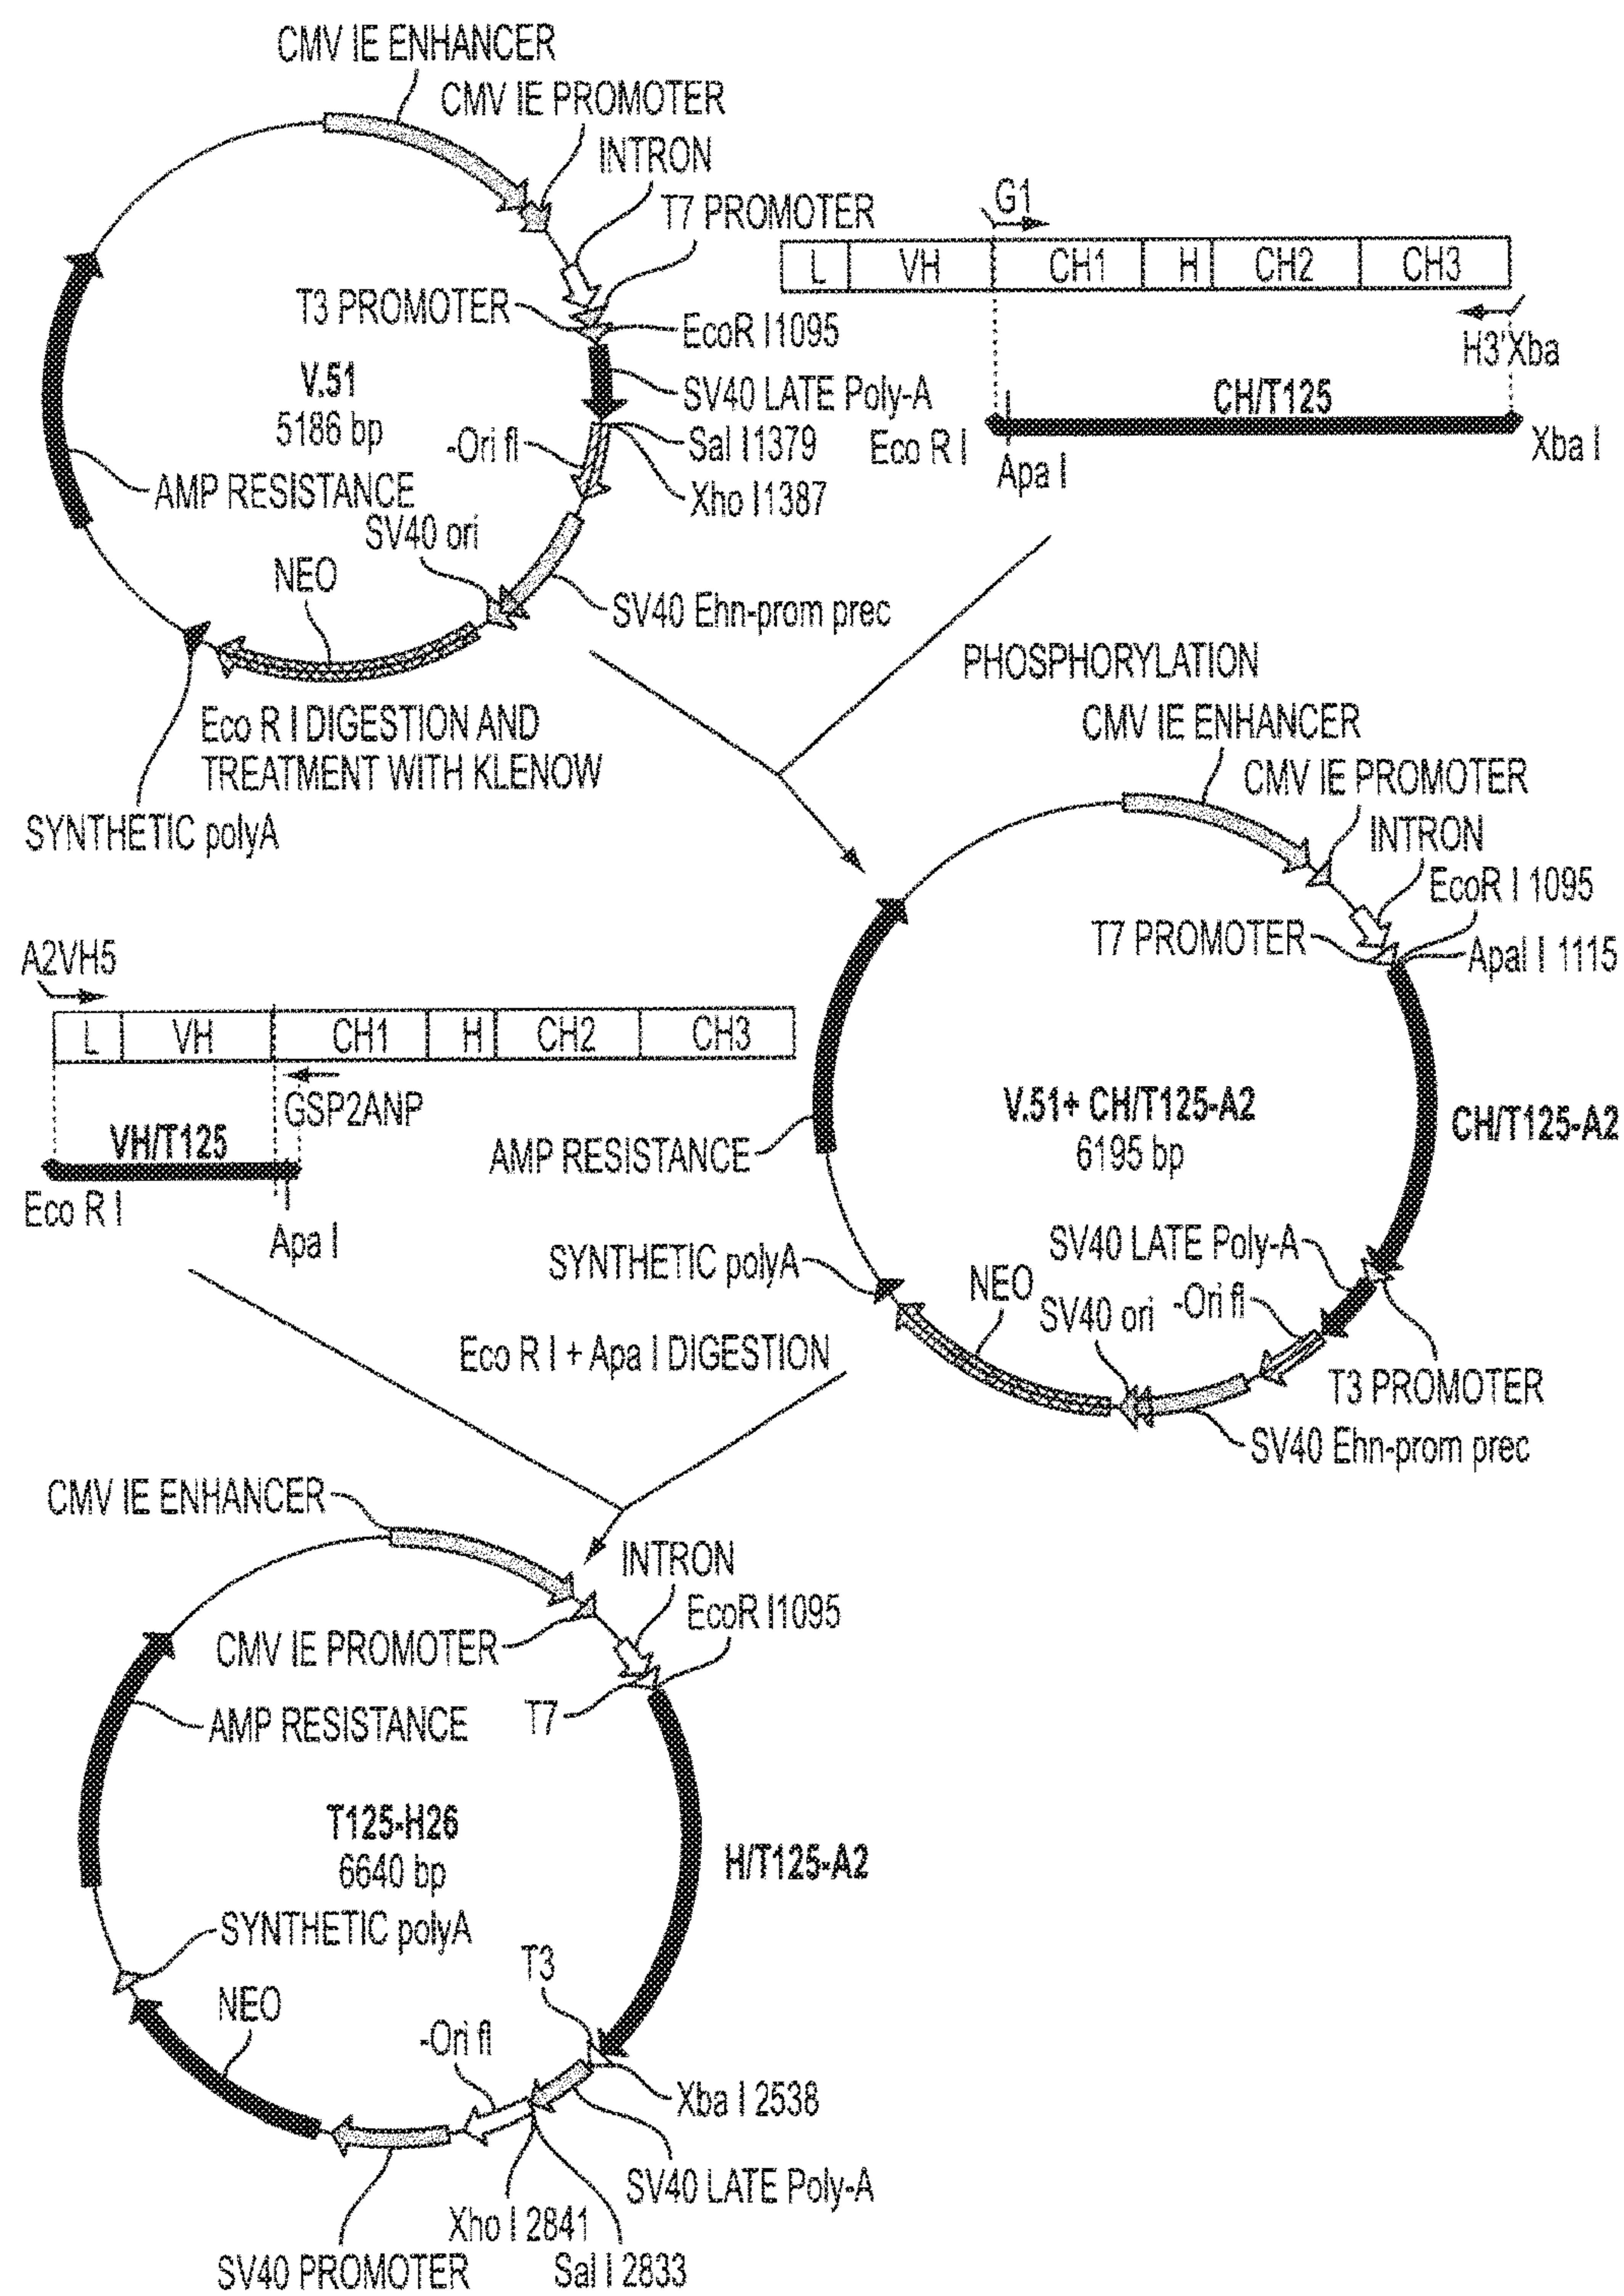 CMV IE ENHANCER
CMV IE PROMOTER
INTRON
T7 PROMOTER
T3 PROMOTER
EcoR I1095
V.51
5186 bp
SV40 LATE Poly-A
-Ori fl
Sal I1379
AMP RESISTANCE
Xho I1387
SV40 ori
NEO
SV40 Ehn-prom prec
Eco R I DIGESTION AND
TREATMENT WITH KLENOW
SYNTHETIC polyA
G1
L VH CH1 H CH2 CH3
H3'Xba
CH/T125
Eco R I
Apa I
Xba I
PHOSPHORYLATION
CMV IE ENHANCER
CMV IE PROMOTER
INTRON
EcoR I 1095
T7 PROMOTER
Apal I 1115
V.51+ CH/T125-A2
6195 bp
CH/T125-A2
AMP RESISTANCE
SV40 LATE Poly-A
SYNTHETIC polyA
NEO
SV40 ori
-Ori fl
T3 PROMOTER
SV40 Ehn-prom prec
A2VH5
L VH CH1 H CH2 CH3
GSP2ANP
VH/T125
Eco R I
Apa I
Eco R I + Apa I DIGESTION
CMV IE ENHANCER
INTRON
EcoR I1095
CMV IE PROMOTER
T7
AMP RESISTANCE
T125-H26
6640 bp
H/T125-A2
SYNTHETIC polyA
T3
NEO
-Ori fl
Xba I 2538
SV40 LATE Poly-A
Xho I 2841
Sal I 2833
SV40 PROMOTER